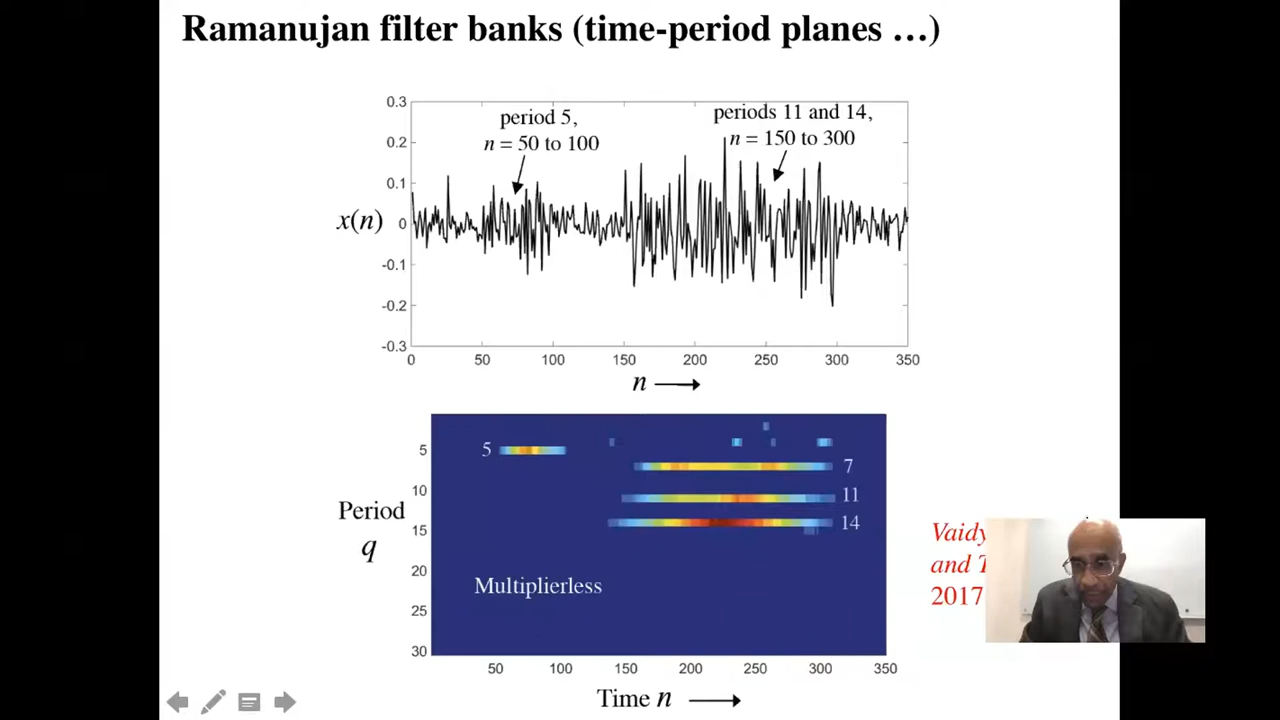 Ramanujan filter banks (time-period planes …)
period 5,
n = 50 to 100
periods 11 and 14,
n = 150 to 300
x(n)
0.3
0.2
0.1
0
-0.1
-0.2
-0.3
0 50 100 150 200 250 300 350
n
Period
q
5
10
15
20
25
30
5
7
11
14
Multiplierless
50 100 150 200 250 300 350
Time n
and
2017